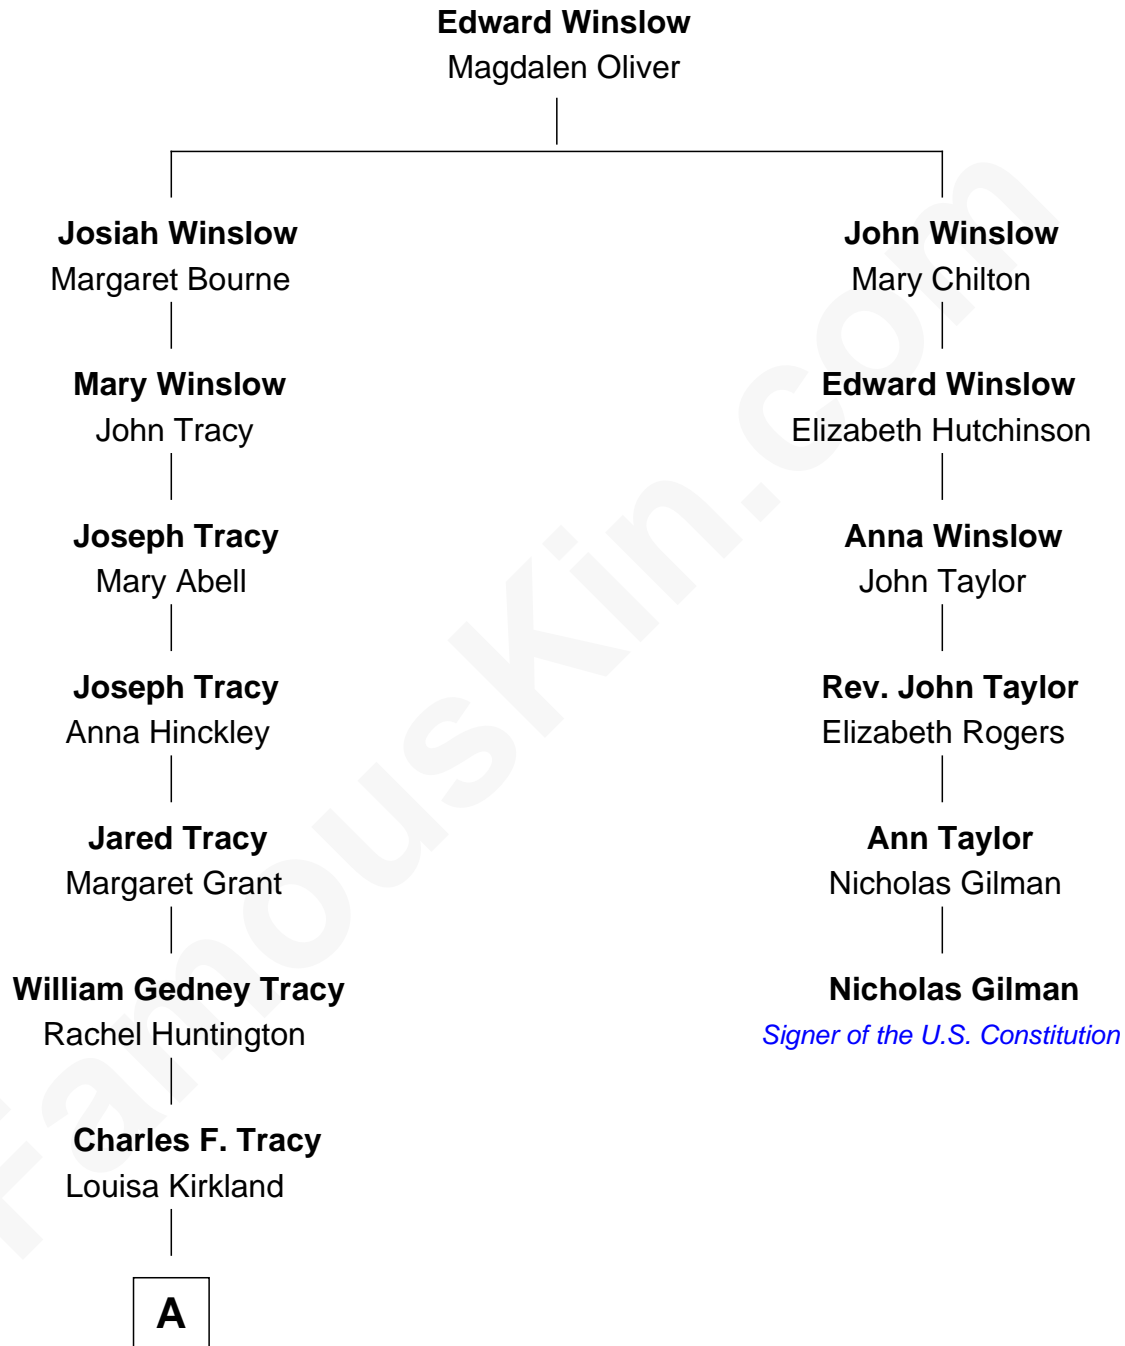 Edward Winslow
Magdalen Oliver
Josiah Winslow
Margaret Bourne
John Winslow
Mary Chilton
Mary Winslow
John Tracy
Edward Winslow
Elizabeth Hutchinson
Joseph Tracy
Mary Abell
Anna Winslow
John Taylor
Joseph Tracy
Anna Hinckley
Rev. John Taylor
Elizabeth Rogers
Jared Tracy
Margaret Grant
Ann Taylor
Nicholas Gilman
William Gedney Tracy
Rachel Huntington
Nicholas Gilman
Signer of the U.S. Constitution
Charles F. Tracy
Louisa Kirkland
A
FamousKin.com